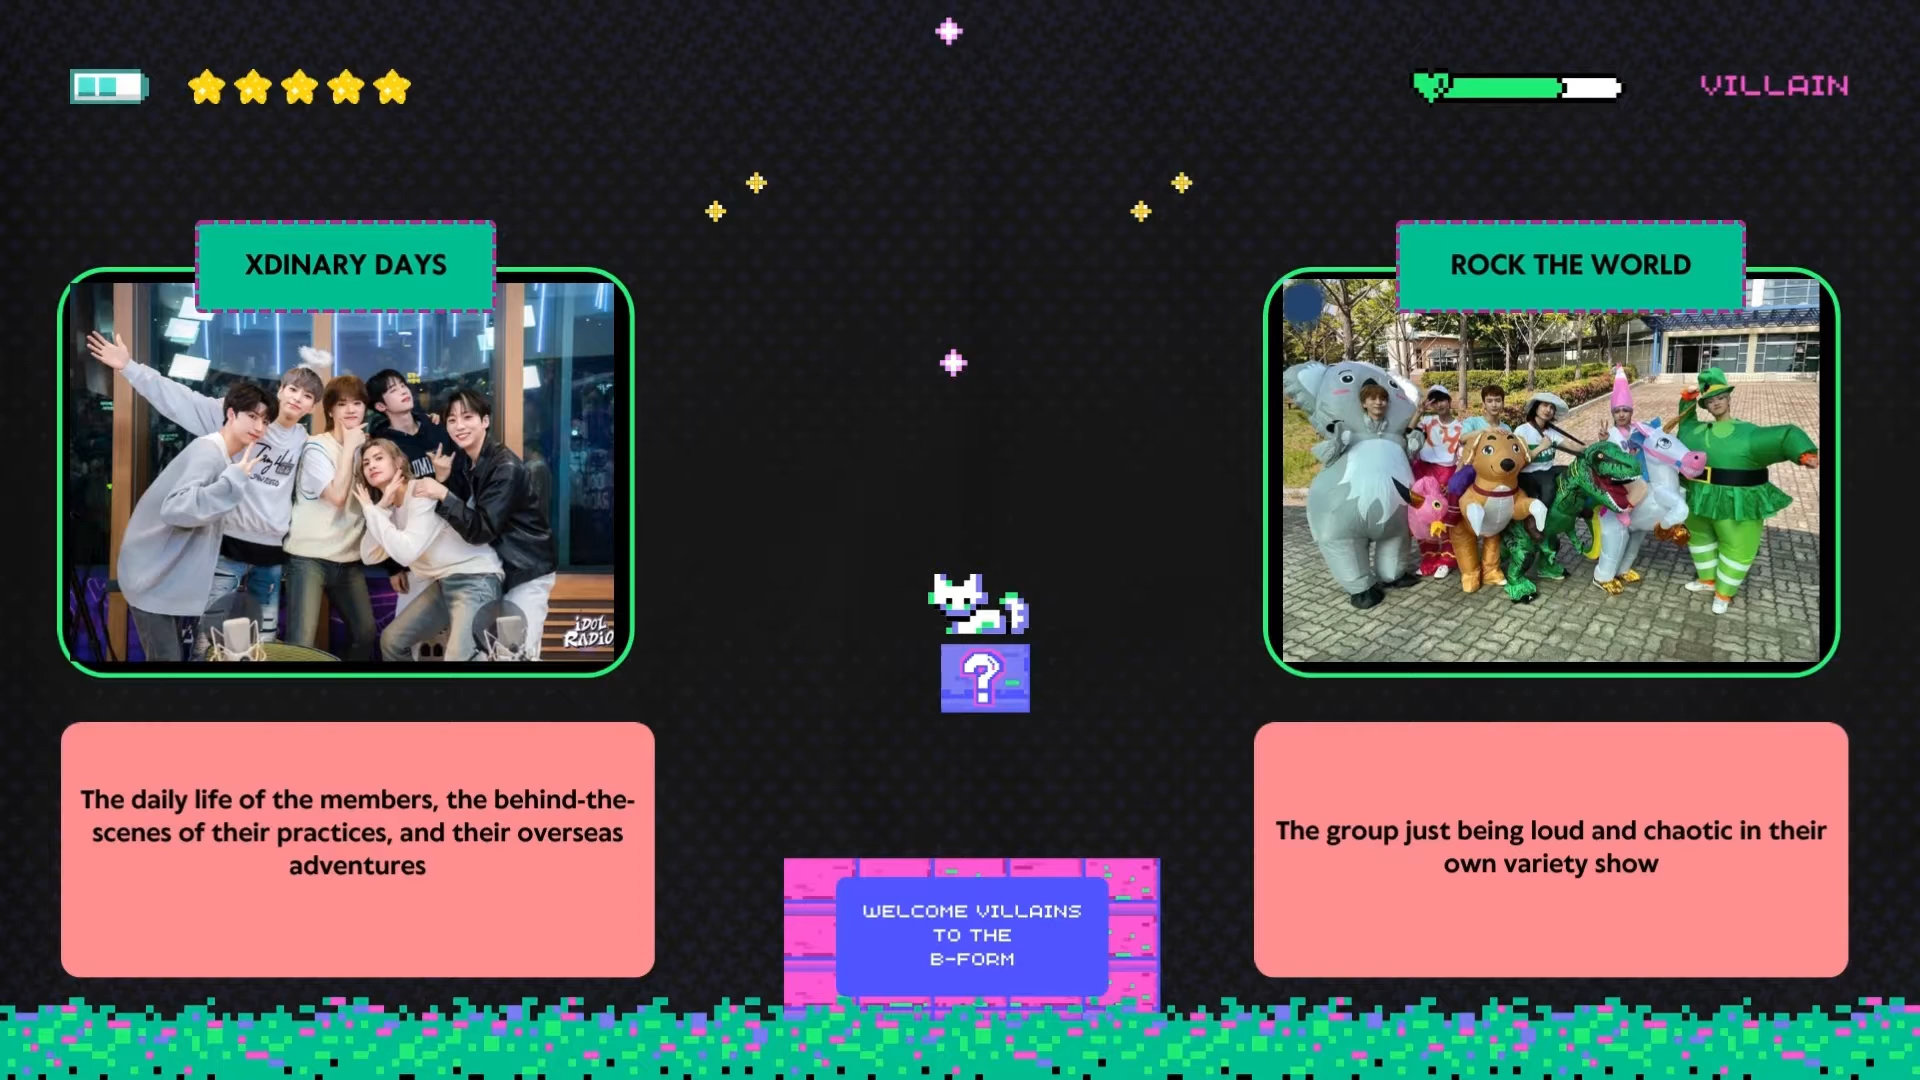 VILLAIN
XDINARY DAYS
ROCK THE WORLD
IDOL
RADIO
The daily life of the members, the behind-the-
scenes of their practices, and their overseas
adventures
The group just being loud and chaotic in their
own variety show
?
WELCOME VILLAINS
TO THE
B-FORM